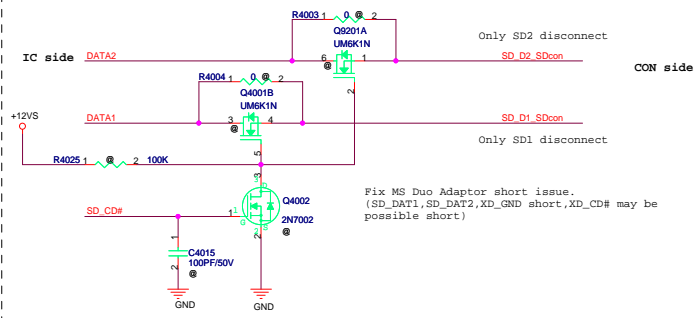 R4003 1 0 @ 2
Q9201A
UM6K1N
Only SD2 disconnect
IC side
DATA2
6
1
SD_D2_SDcon
@
CON side
R4004 1 0 @ 2
2
Q4001B
UM6K1N
+12VS
DATA1
3
4
SD_D1_SDcon
@
Only SD1 disconnect
5
R4025 1 @ 2 100K
3
D
Q4002
Fix MS Duo Adaptor short issue.
(SD_DAT1,SD_DAT2,XD_GND short,XD_CD# may be
possible short)
SD_CD#
1
G
2N7002
2 S
@
1
C4015
100PF/50V
2
@
GND
GND